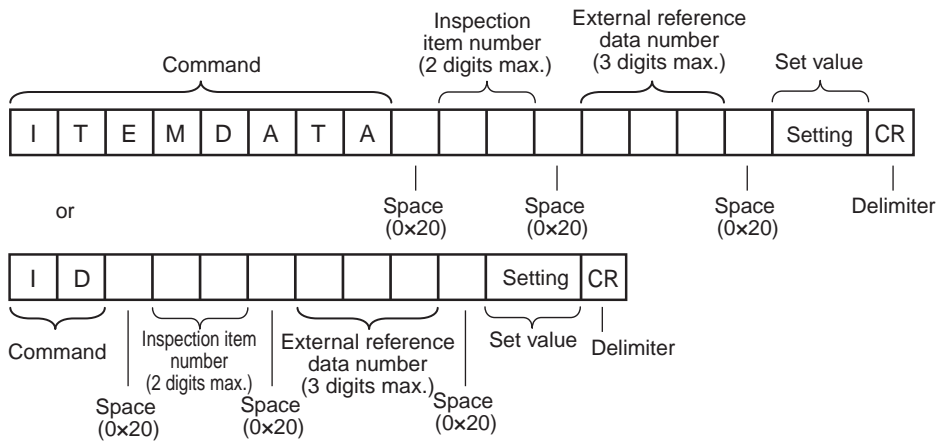 Inspection item number (2 digits max.)
External reference data number (3 digits max.)
Command
Set value
I T E M D A T A Setting CR
Space (0×20)
Space (0×20)
Space (0×20)
Delimiter
or
I D Setting CR
Command
Inspection item number (2 digits max.)
External reference data number (3 digits max.)
Set value
Delimiter
Space (0×20)
Space (0×20)
Space (0×20)